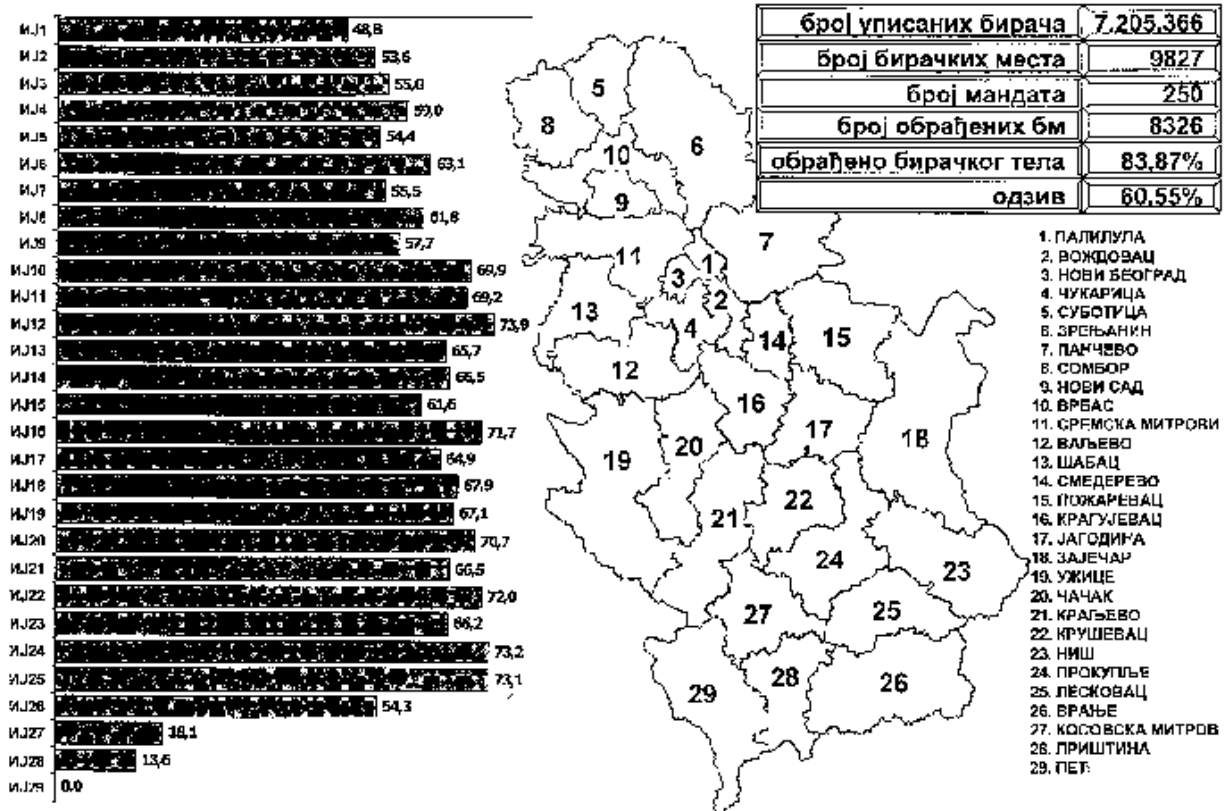 ИЈ1 48,8
ИЈ2 53,6
ИЈ3 55,0
ИЈ4 59,0
ИЈ5 54,4
ИЈ6 63,1
ИЈ7 55,5
ИЈ8 61,8
ИЈ9 57,7
ИЈ10 69,9
ИЈ11 69,2
ИЈ12 73,9
ИЈ13 65,7
ИЈ14 66,5
ИЈ15 61,6
ИЈ16 71,7
ИЈ17 64,9
ИЈ18 67,9
ИЈ19 67,1
ИЈ20 70,7
ИЈ21 66,5
ИЈ22 72,0
ИЈ23 66,2
ИЈ24 73,2
ИЈ25 73,1
ИЈ26 54,3
ИЈ27 18,1
ИЈ28 13,6
ИЈ29 0.0
5
8
6
10
9
7
11
1
3
2
13
4
14
15
12
16
17
18
20
19
22
21
24
23
27
25
28
26
29
број уписаних бирача 7,205,366
број бирачких места 9827
број мандата 250
број обрађених бм 8326
обрађено бирачког тела 83,87%
одзив 60,55%
1. ПАЛИЛУЛА
2. ВОЖДОВАЦ
3. НОВИ БЕОГРАД
4. ЧУКАРИЦА
5. СУБОТИЦА
6. ЗРЕЊАНИН
7. ПАНЧЕВО
8. СОМБОР
9. НОВИ САД
10. ВРБАС
11. СРЕМСКА МИТРОВИ
12. ВАЉЕВО
13. ШАБАЦ
14. СМЕДЕРЕВО
15. ПОЖАРЕВАЦ
16. КРАГУЈЕВАЦ
17. ЈАГОДИНА
18. ЗАЈЕЧАР
19. УЖИЦЕ
20. ЧАЧАК
21. КРАЉЕВО
22. КРУШЕВАЦ
23. НИШ
24. ПРОКУПЉЕ
25. ЛЕСКОВАЦ
26. ВРАЊЕ
27. КОСОВСКА МИТРОВ
28. ПРИШТИНА
29. ПЕЋ